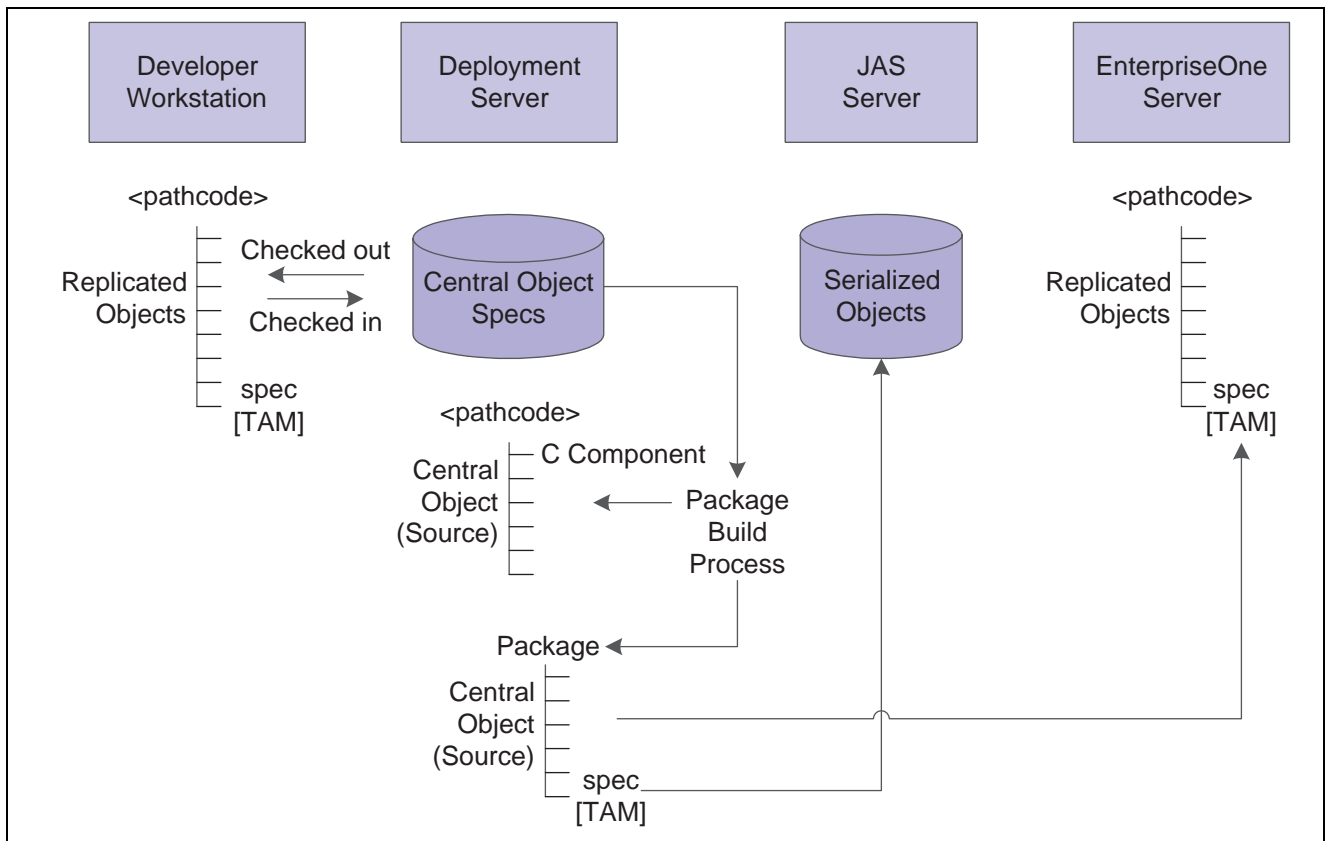 Developer
Workstation
Deployment
Server
JAS
Server
EnterpriseOne
Server
<pathcode>
Checked out
Replicated
Objects
Checked in
spec
[TAM]
Central Object
Specs
Serialized
Objects
<pathcode>
Replicated
Objects
spec
[TAM]
<pathcode>
C Component
Central
Object
(Source)
Package
Build
Process
Package
Central
Object
(Source)
spec
[TAM]